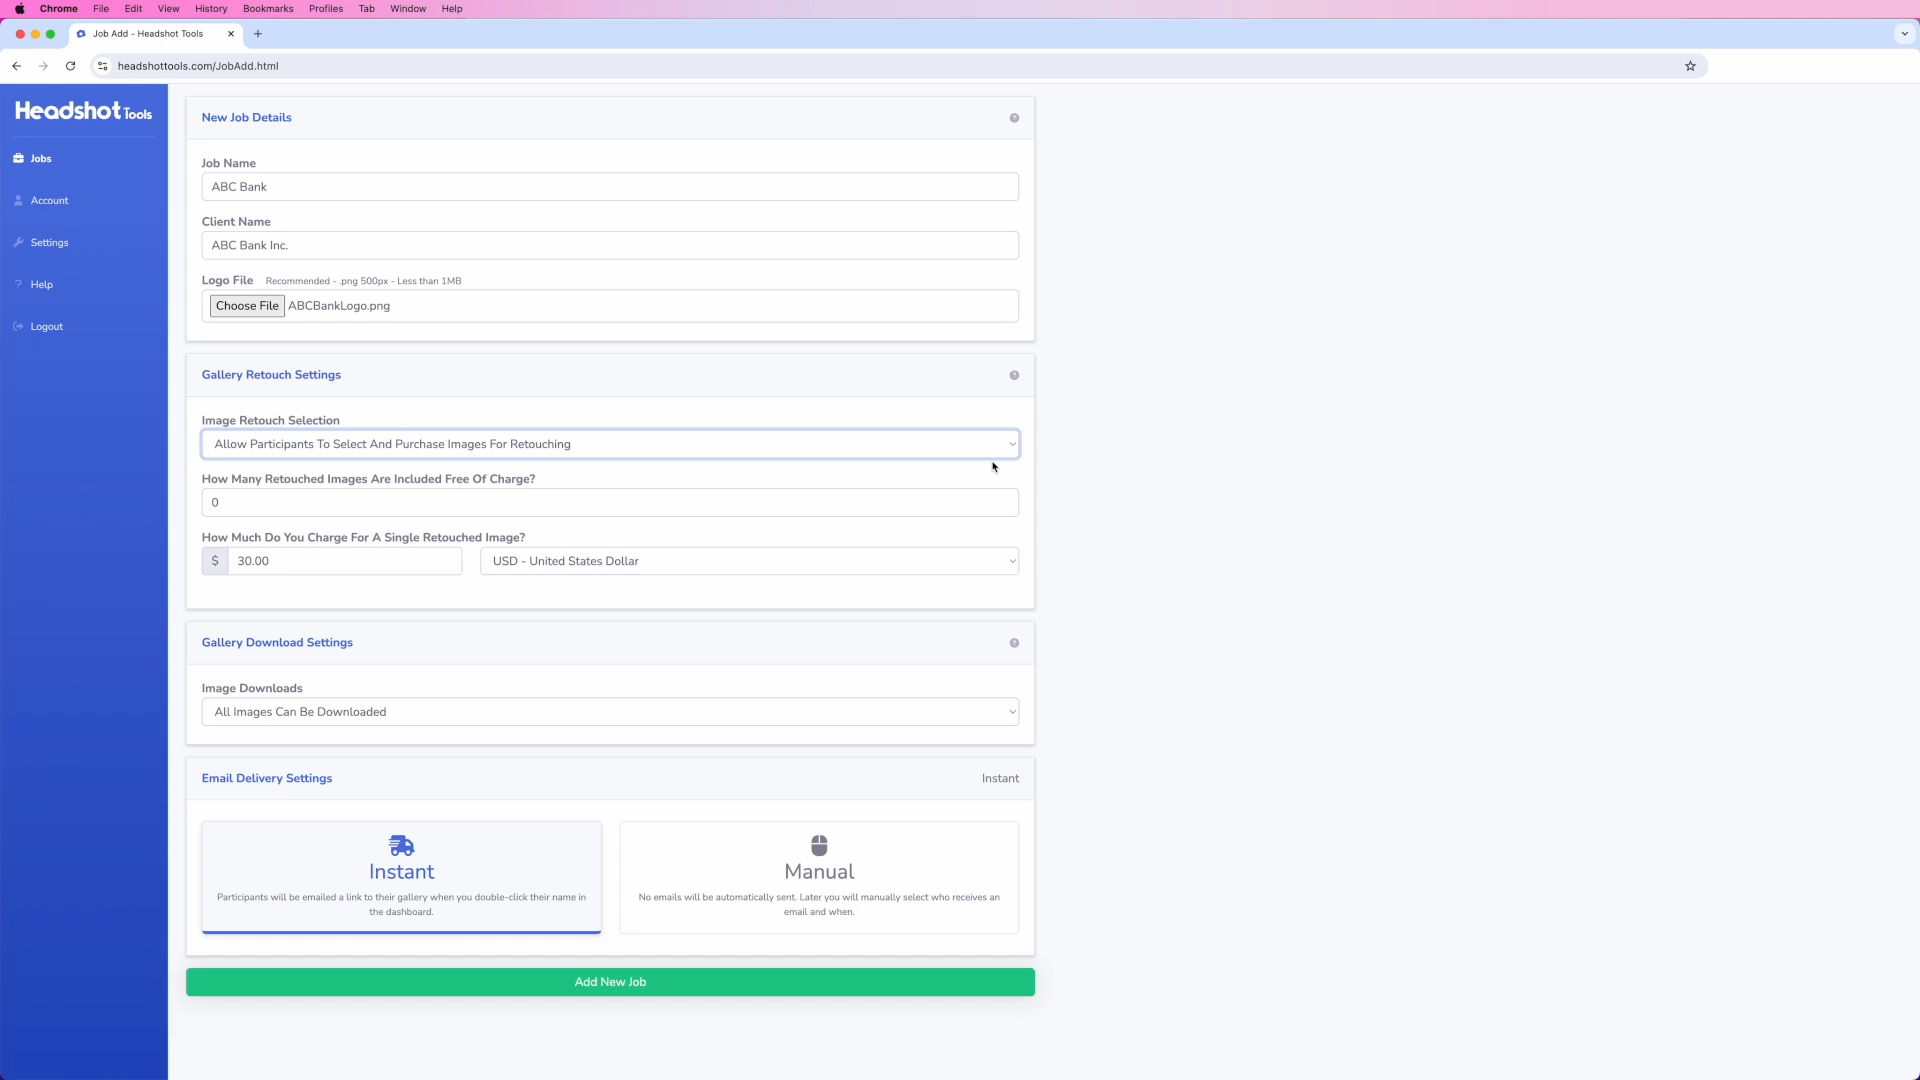 Chrome File Edit View History Bookmarks Profiles Tab Window Help
Job Add - Headshot Tools
headshottools.com/JobAdd.html
Headshot Tools
Jobs
Account
Settings
Help
Logout
New Job Details
Job Name
ABC Bank
Client Name
ABC Bank Inc.
Logo File Recommended - .png 500px - Less than 1MB
Choose File ABCBankLogo.png
Gallery Retouch Settings
Image Retouch Selection
Allow Participants To Select And Purchase Images For Retouching
How Many Retouched Images Are Included Free Of Charge?
0
How Much Do You Charge For A Single Retouched Image?
$ 30.00 USD - United States Dollar
Gallery Download Settings
Image Downloads
All Images Can Be Downloaded
Email Delivery Settings Instant
Instant
Participants will be emailed a link to their gallery when you double-click their name in
the dashboard.
Manual
No emails will be automatically sent. Later you will manually select who receives an
email and when.
Add New Job